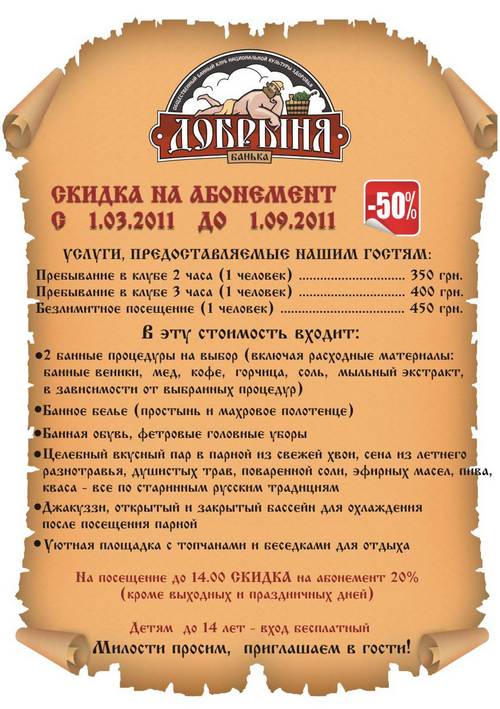 ОБЩЕСТВЕННЫЙ БАННЫЙ КЛУБ НАЦИОНАЛЬНОЙ КУЛЬТУРЫ ЗДОРОВЬЯ
ДОБРЫНЯ
БАНЬКА
СКИДКА НА АБОНЕМЕНТ
С 1.03.2011 ДО 1.09.2011
-50%
УСЛУГИ, ПРЕДОСТАВЛЯЕМЫЕ НАШИМ ГОСТЯМ:
Пребывание в клубе 2 часа (1 человек) ........................... 350 грн.
Пребывание в клубе 3 часа (1 человек) ........................... 400 грн.
Безлимитное посещение (1 человек) ............................... 450 грн.
В эту стоимость входит:
•2 банные процедуры на выбор (включая расходные материалы:
банные веники, мед, кофе, горчица, соль, мыльный экстракт,
в зависимости от выбранных процедур)
•Банное белье (простынь и махровое полотенце)
•Банная обувь, фетровые головные уборы
•Целебный вкусный пар в парной из свежей хвои, сена из летнего
разнотравья, душистых трав, поваренной соли, эфирных масел, пива,
кваса - все по старинным русским традициям
•Джакуззи, открытый и закрытый бассейн для охлаждения
после посещения парной
•Уютная площадка с топчанами и беседками для отдыха
На посещение до 14.00 СКИДКА на абонемент 20%
(кроме выходных и праздничных дней)
Детям до 14 лет - вход бесплатный
Милости просим, приглашаем в гости!